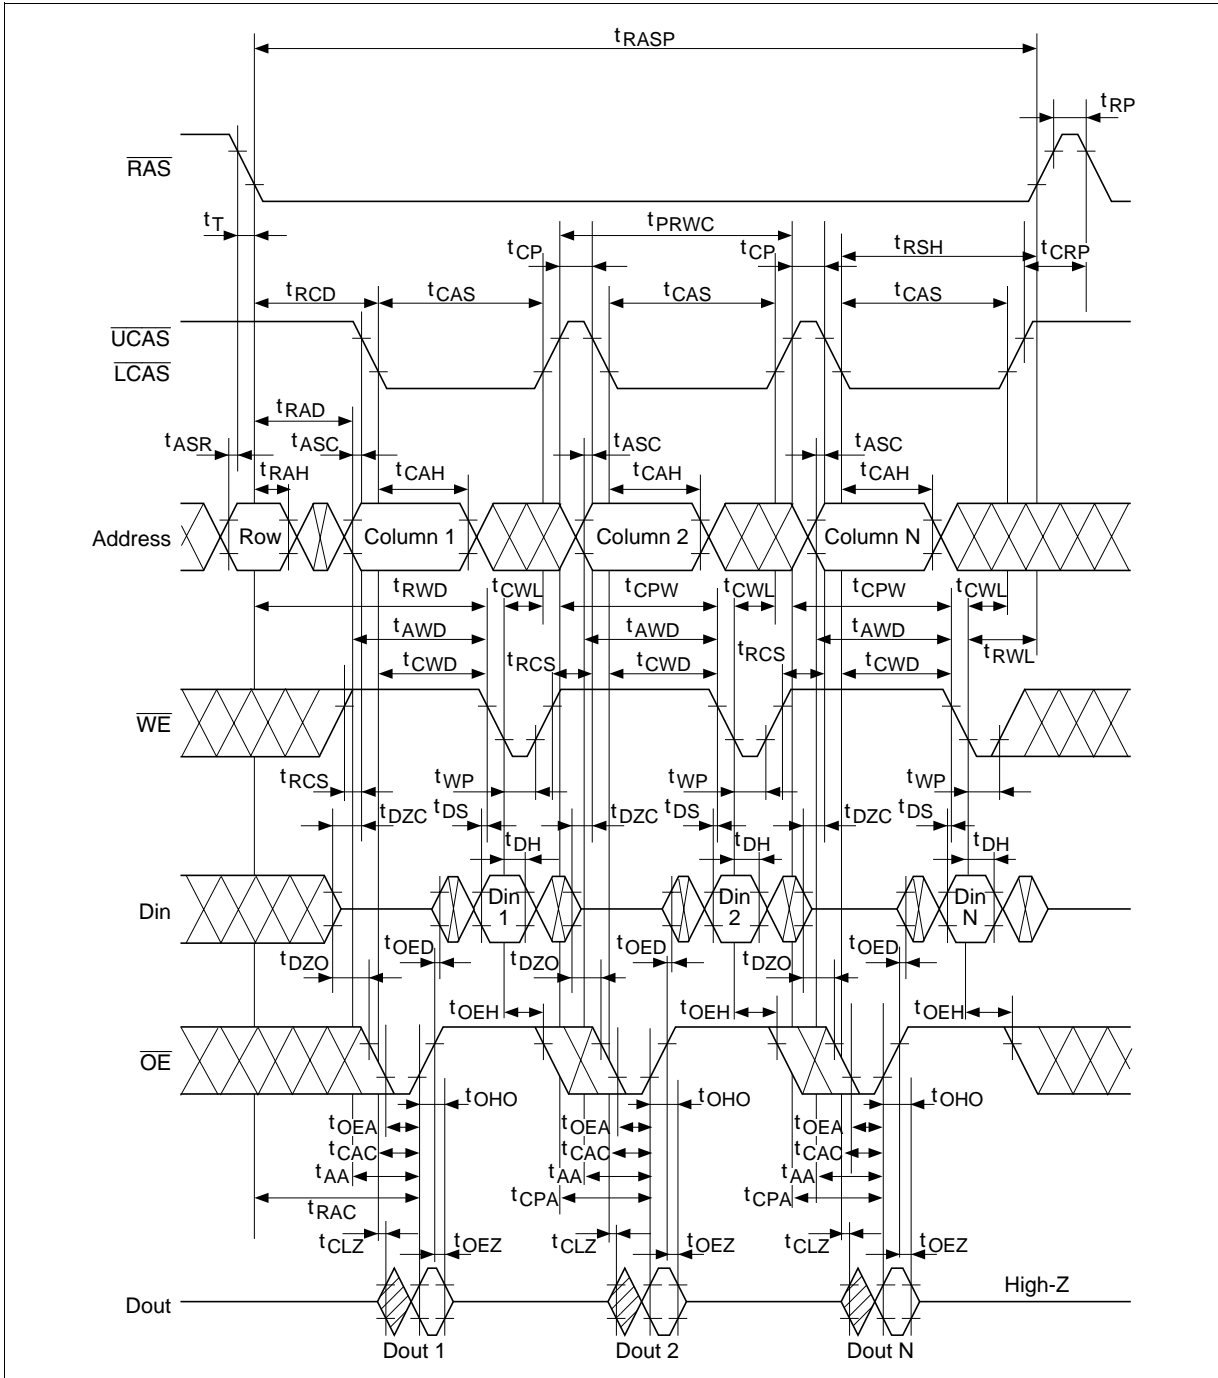 tRASP
tRP
RAS
tT
tPRWC
tCP
tCP
tRSH
tCRP
tRCD
tCAS
tCAS
tCAS
UCAS
LCAS
tRAD
tASR
tASC
tASC
tASC
tRAH
tCAH
tCAH
tCAH
Address
Row
Column 1
Column 2
Column N
tRWD
tCWL
tCPW
tCWL
tCPW
tCWL
tAWD
tAWD
tAWD
tRWL
tCWD
tRCS
tCWD
tRCS
tCWD
WE
tRCS
tWP
tWP
tWP
tDZC
tDS
tDZC
tDS
tDZC
tDS
tDH
tDH
tDH
Din
Din 1
Din 2
Din N
tDZO
tOED
tDZO
tOED
tDZO
tOED
tOEH
tOEH
tOEH
OE
tOHO
tOHO
tOHO
tOEA
tOEA
tOEA
tCAC
tCAC
tCAC
tAA
tAA
tAA
tRAC
tCPA
tCPA
tCLZ
tOEZ
tCLZ
tOEZ
tCLZ
tOEZ
Dout
High-Z
Dout 1
Dout 2
Dout N